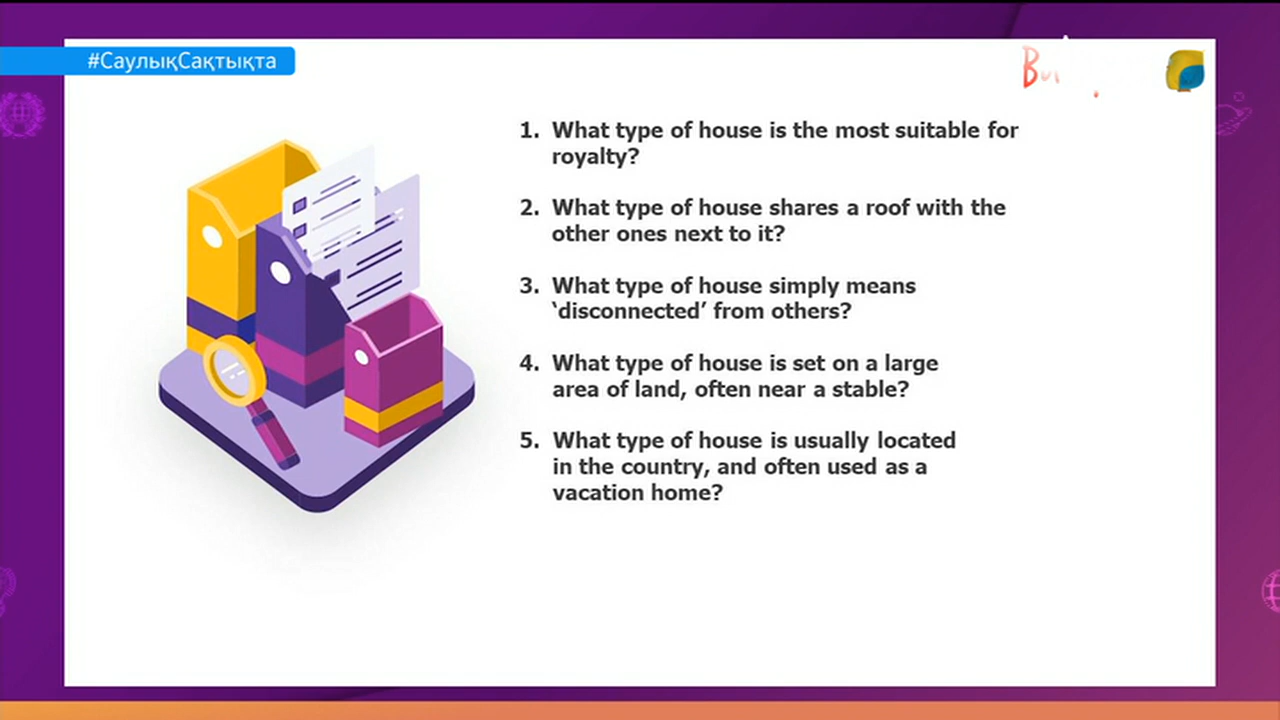 #СаулықСақтықта
1. What type of house is the most suitable for
royalty?
2. What type of house shares a roof with the
other ones next to it?
3. What type of house simply means
‘disconnected’ from others?
4. What type of house is set on a large
area of land, often near a stable?
5. What type of house is usually located
in the country, and often used as a
vacation home?